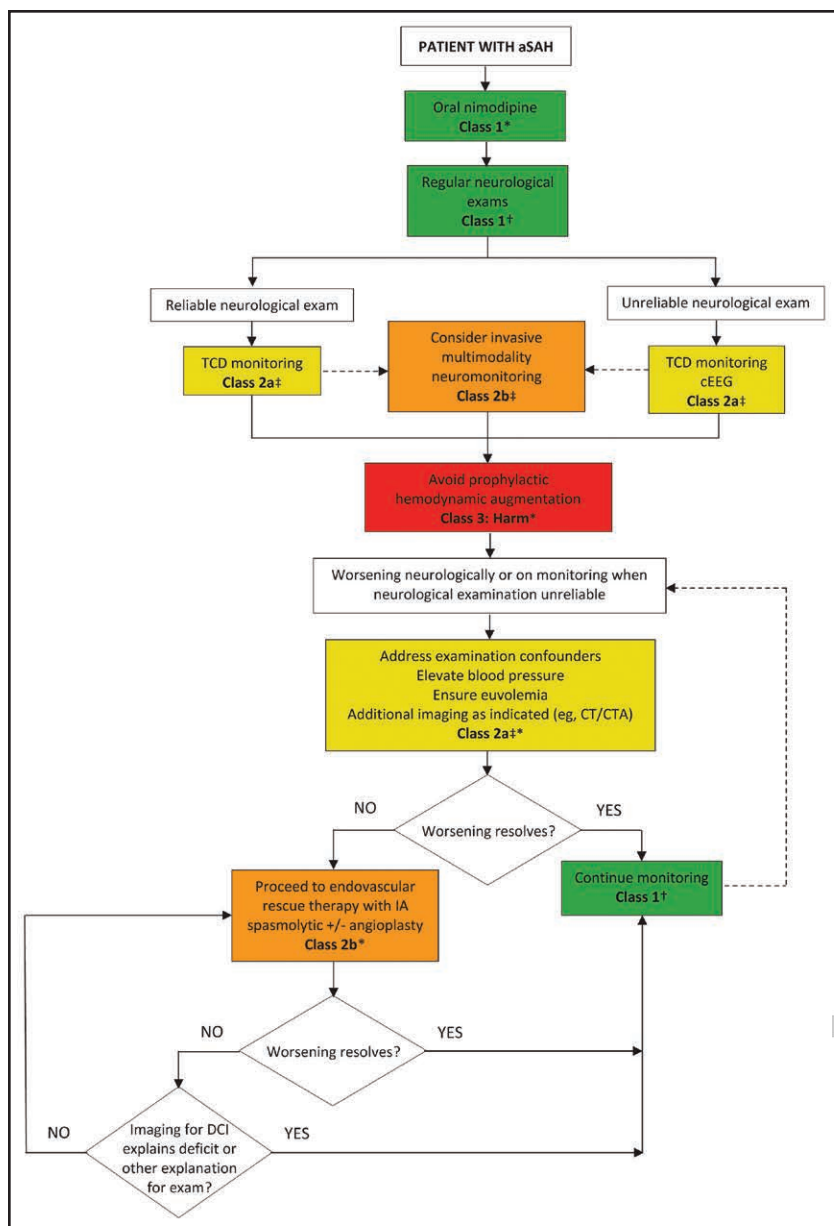 PATIENT WITH aSAH
Oral nimodipine
Class 1*
Regular neurological
exams
Class 1†
Reliable neurological exam
Unreliable neurological exam
TCD monitoring
Class 2a‡
Consider invasive
multimodality
neuromonitoring
Class 2b‡
TCD monitoring
cEEG
Class 2a‡
Avoid prophylactic
hemodynamic augmentation
Class 3: Harm*
Worsening neurologically or on monitoring when
neurological examination unreliable
Address examination confounders
Elevate blood pressure
Ensure euvolemia
Additional imaging as indicated (eg, CT/CTA)
Class 2a‡*
NO
YES
Worsening resolves?
Proceed to endovascular
rescue therapy with IA
spasmolytic +/- angioplasty
Class 2b*
Continue monitoring
Class 1†
NO
YES
Worsening resolves?
NO
YES
Imaging for DCI
explains deficit or
other explanation
for exam?